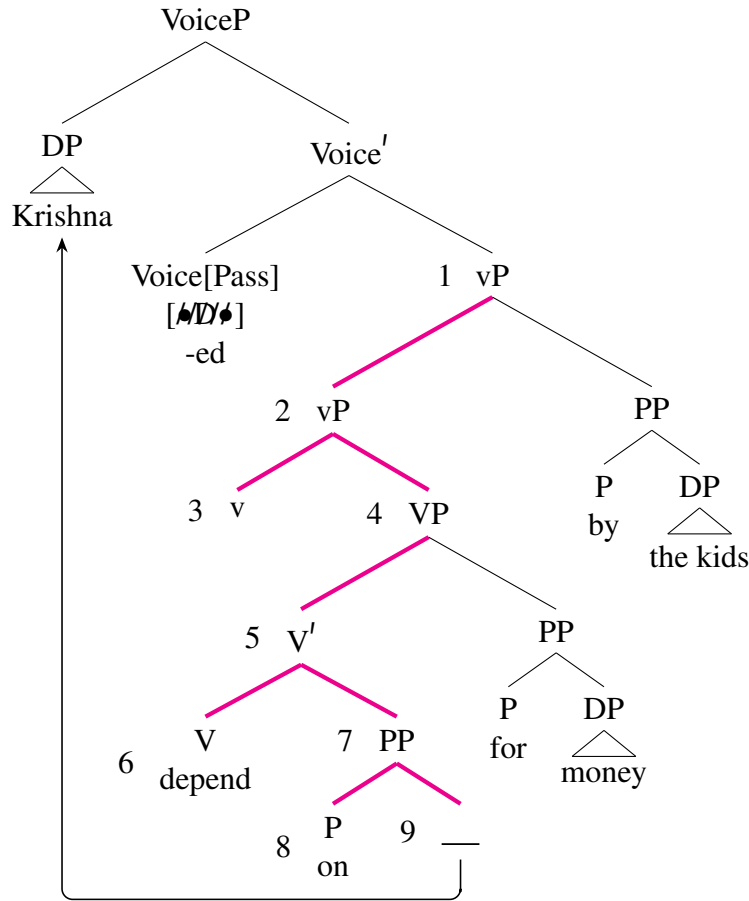 VoiceP
DP
Voice′
Krishna
Voice[Pass]
1 vP
[•D•]
-ed
2 vP
PP
3 v
4 VP
P
DP
by
the kids
5 V′
PP
6 V
7 PP
P
DP
depend
for
money
8 P
9 __
on